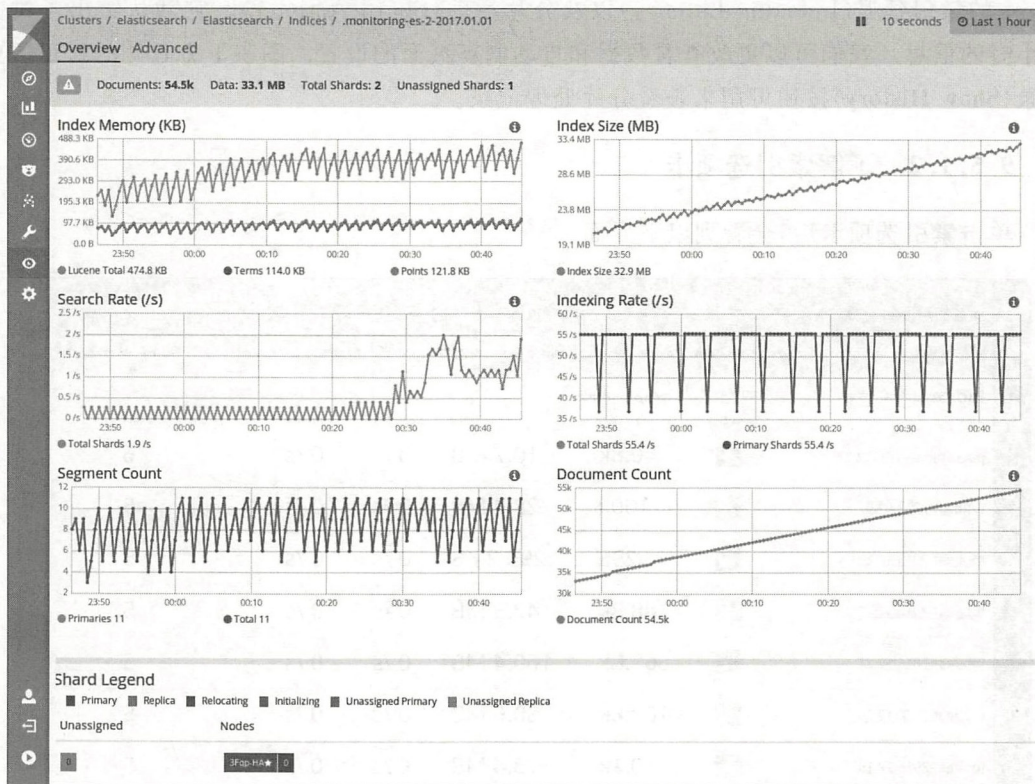 Clusters / elasticsearch / Elasticsearch / Indices / .monitoring-es-2-2017.01.01
10 seconds
Last 1 hour
Overview Advanced
Documents: 54.5k Data: 33.1 MB Total Shards: 2 Unassigned Shards: 1
Index Memory (KB)
488.3 KB
390.6 KB
293.0 KB
195.3 KB
97.7 KB
0.0 B
23:50 00:00 00:10 00:20 00:30 00:40
Lucene Total 474.8 KB Terms 114.0 KB Points 121.8 KB
Index Size (MB)
33.4 MB
28.6 MB
23.8 MB
19.1 MB
23:50 00:00 00:10 00:20 00:30 00:40
Index Size 32.9 MB
Search Rate (/s)
2.5 /s
2 /s
1.5 /s
1 /s
0.5 /s
0 /s
23:50 00:00 00:10 00:20 00:30 00:40
Total Shards 1.9 /s
Indexing Rate (/s)
60 /s
55 /s
50 /s
45 /s
40 /s
35 /s
23:50 00:00 00:10 00:20 00:30 00:40
Total Shards 55.4 /s Primary Shards 55.4 /s
Segment Count
12
10
8
6
4
2
23:50 00:00 00:10 00:20 00:30 00:40
Primaries 11 Total 11
Document Count
55k
50k
45k
40k
35k
30k
23:50 00:00 00:10 00:20 00:30 00:40
Document Count 54.5k
Shard Legend
Primary Replica Relocating Initializing Unassigned Primary Unassigned Replica
Unassigned Nodes
0
3Fqp-HA★ 0